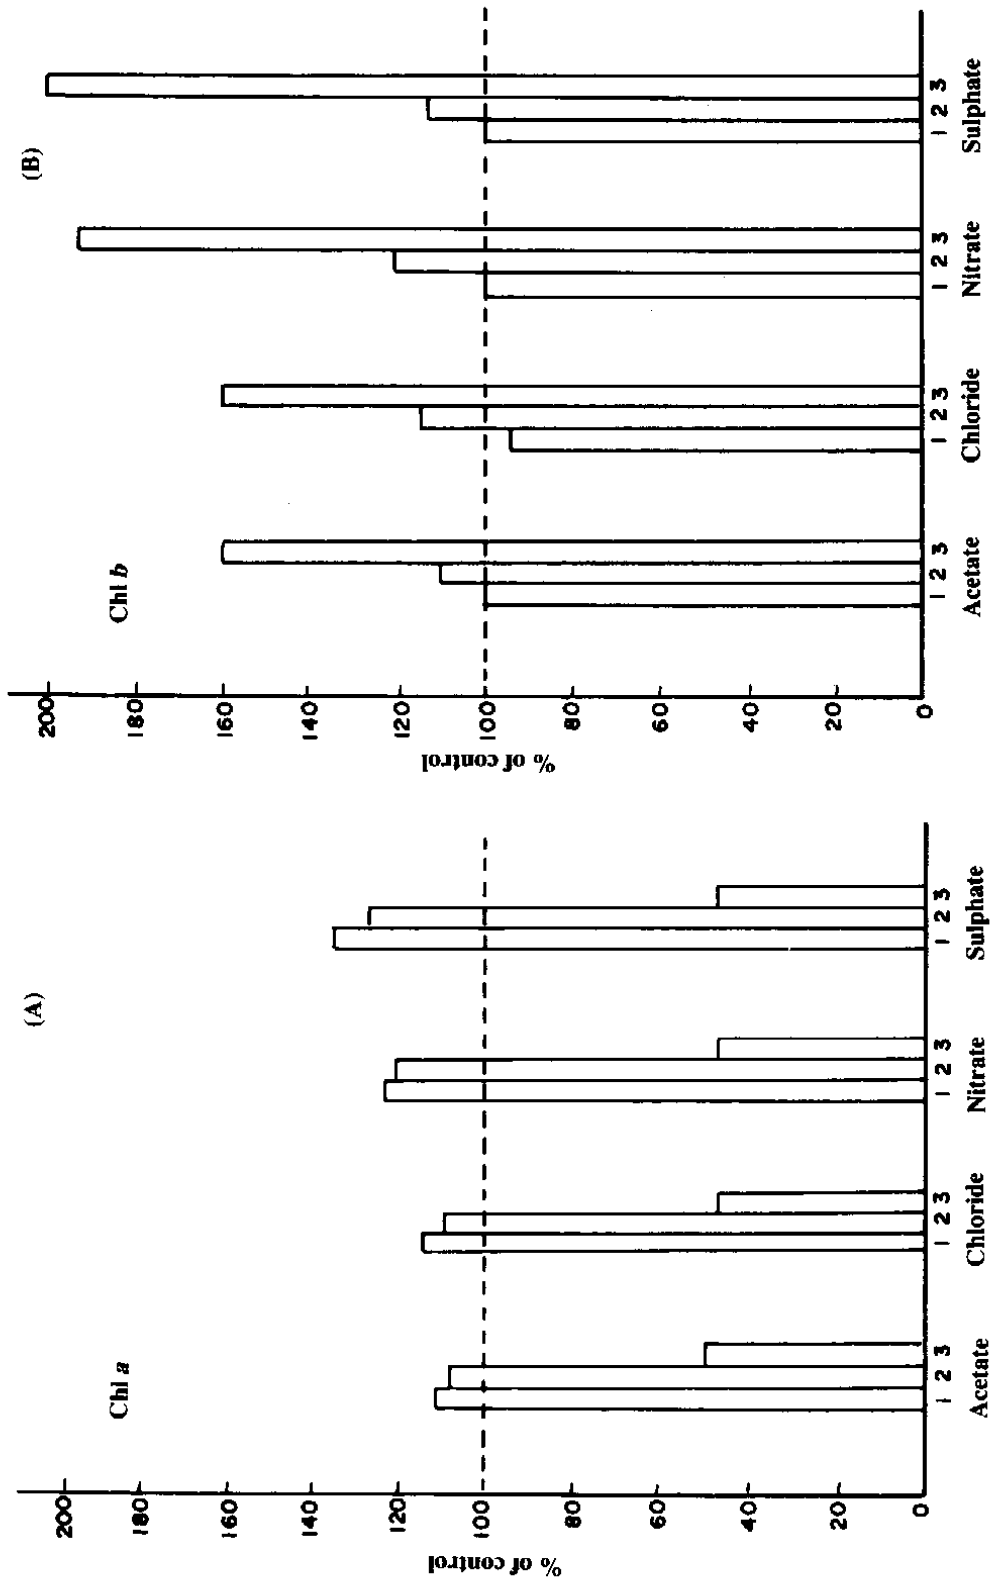 (A)
Chl a
% of control
200
180
160
140
120
100
80
60
40
20
0
1 2 3 1 2 3 1 2 3 1 2 3
Acetate Chloride Nitrate Sulphate
(B)
Chl b
% of control
200
180
160
140
120
100
80
60
40
20
0
1 2 3 1 2 3 1 2 3 1 2 3
Acetate Chloride Nitrate Sulphate